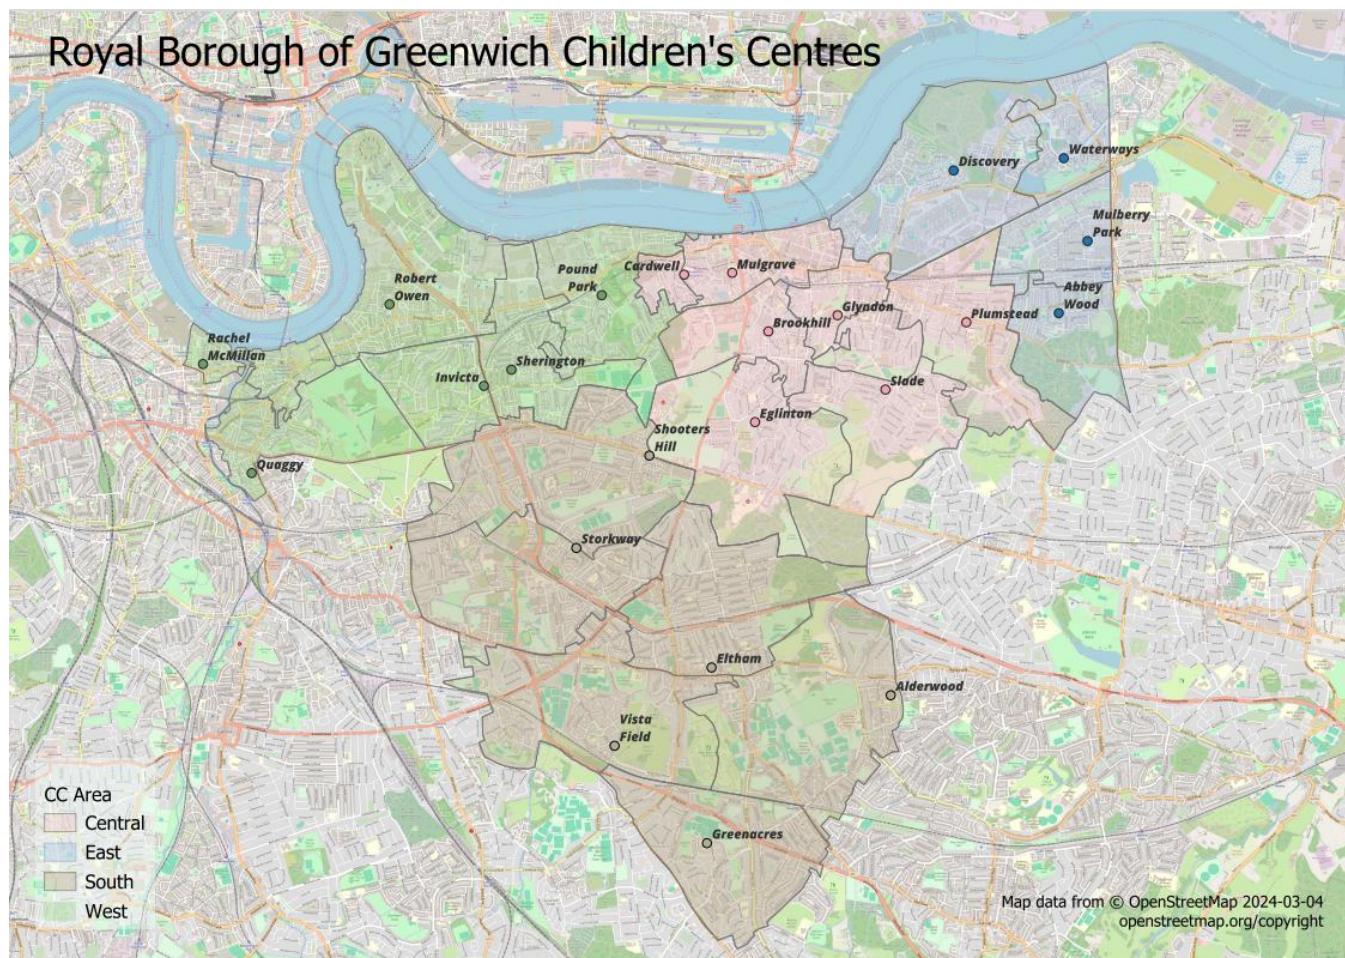 Royal Borough of Greenwich Children's Centres
Discovery
Waterways
Mulberry
Park
Abbey
Wood
Cardwell
Mulgrave
Pound
Park
Robert
Owen
Glyndon
Plumstead
Brookhill
Rachel
McMillan
Sherington
Invicta
Slade
Eglinton
Shooters
Hill
Quaggy
Storkway
Eltham
Alderwood
Vista
Field
Greenacres
CC Area
Central
East
South
West
Map data from © OpenStreetMap 2024-03-04
openstreetmap.org/copyright